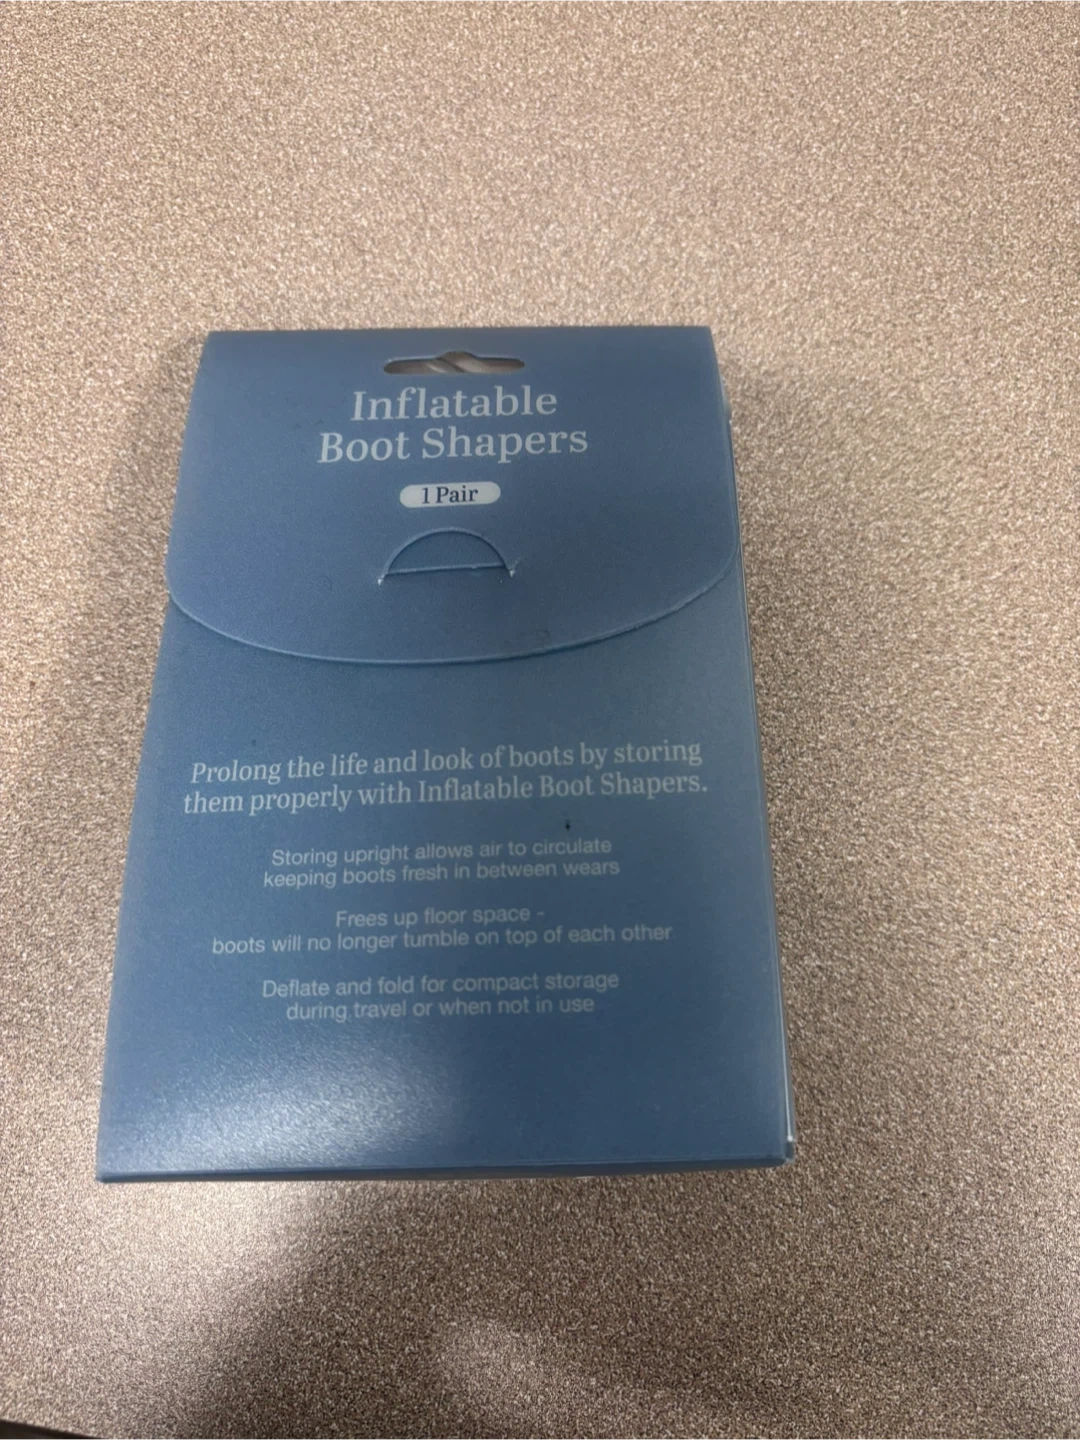 Inflatable
Boot Shapers
1 Pair
Prolong the life and look of boots by storing
them properly with Inflatable Boot Shapers.
Storing upright allows air to circulate
keeping boots fresh in between wears
Frees up floor space -
boots will no longer tumble on top of each other
Deflate and fold for compact storage
during travel or when not in use